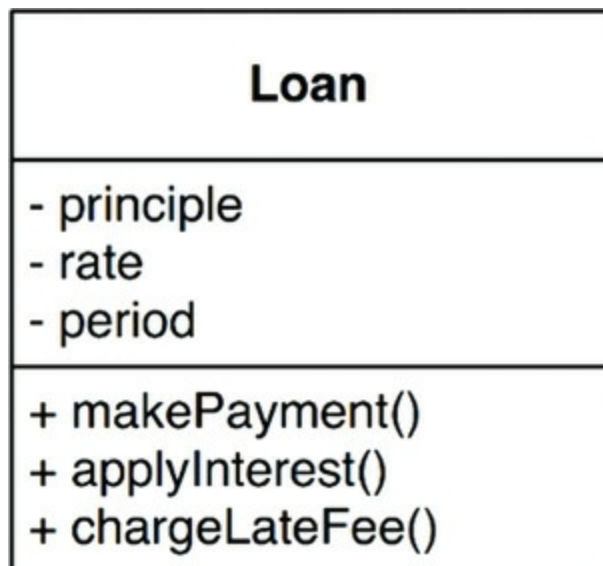 Loan
- principle
- rate
- period
+ makePayment()
+ applyInterest()
+ chargeLateFee()